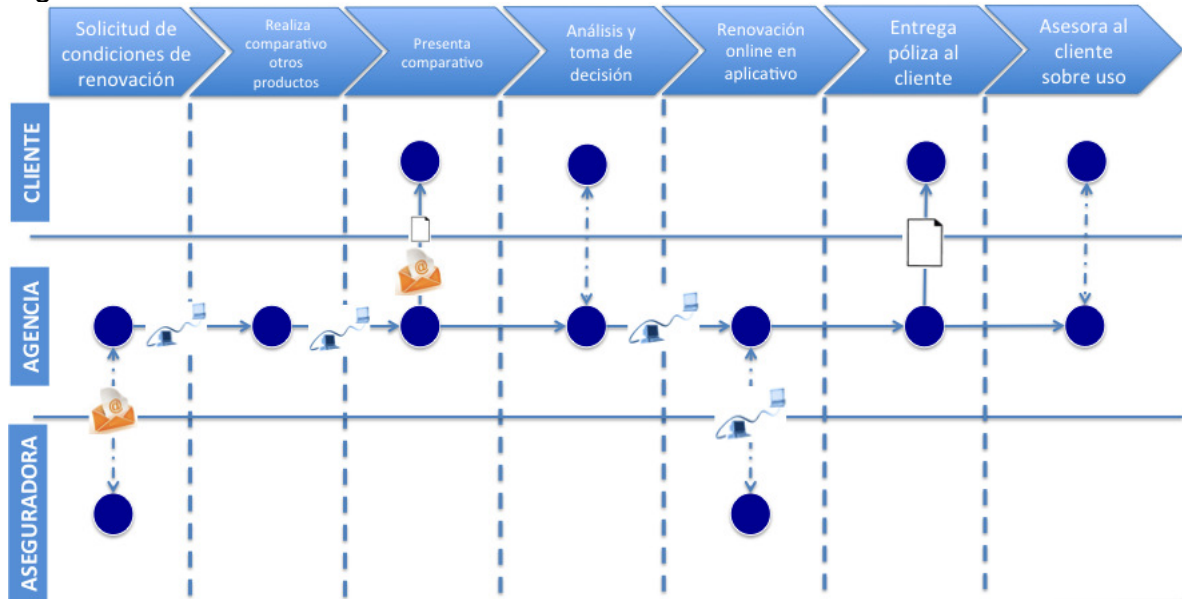 Solicitud de
condiciones de
renovación
Realiza
comparativo
otros
productos
Presenta
comparativo
Análisis y
toma de
decisión
Renovación
online en
aplicativo
Entrega
póliza al
cliente
Asesora al
cliente
sobre uso
CLIENTE
AGENCIA
ASEGURADORA